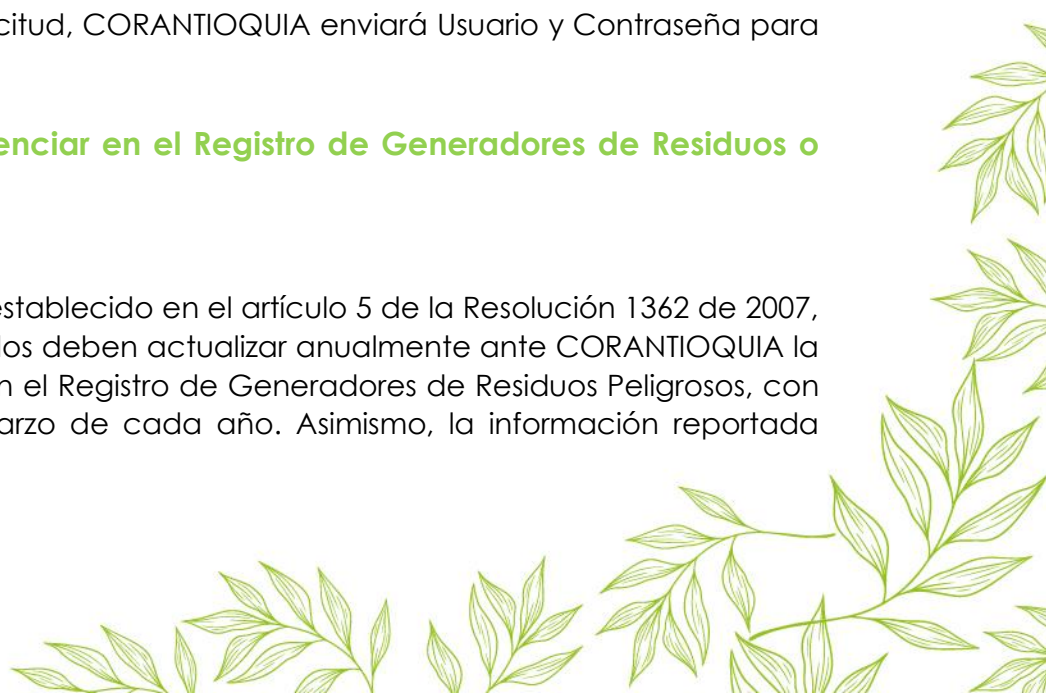 citud, CORANTIOQUIA enviará Usuario y Contraseña para
enciar en el Registro de Generadores de Residuos o
establecido en el artículo 5 de la Resolución 1362 de 2007,
dos deben actualizar anualmente ante CORANTIOQUIA la
n el Registro de Generadores de Residuos Peligrosos, con
arzo de cada año. Asimismo, la información reportada